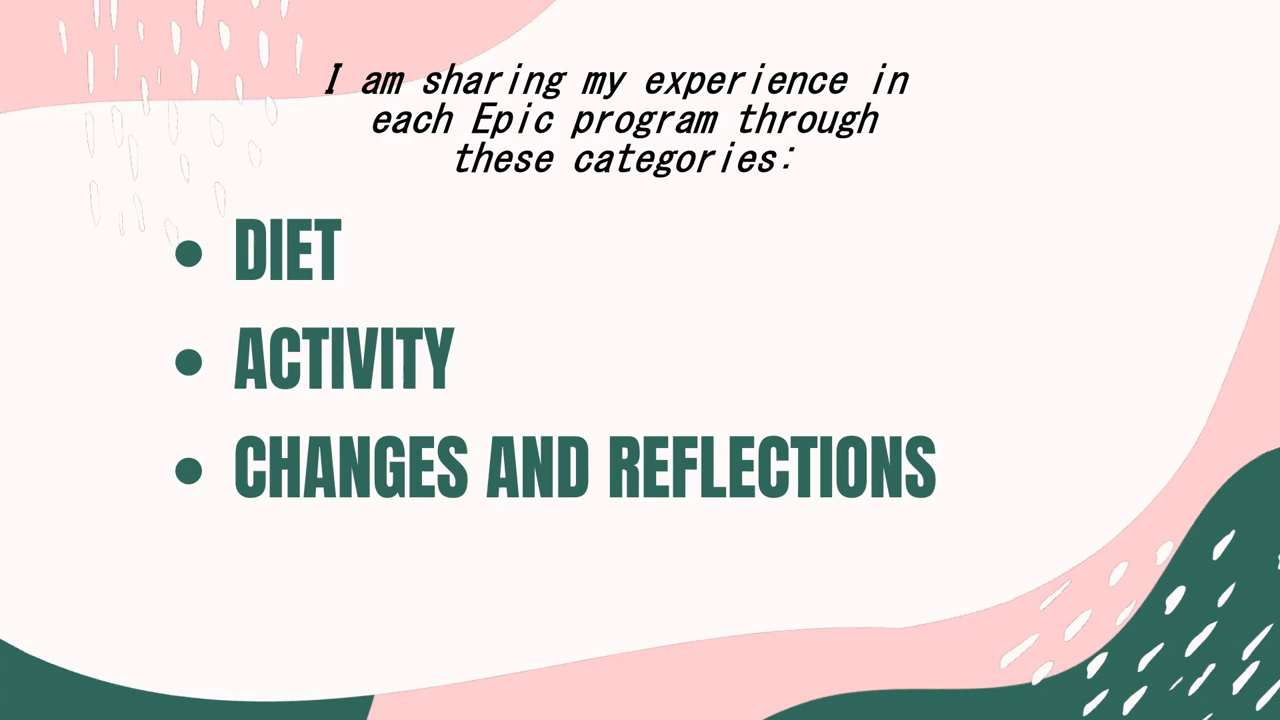 I am sharing my experience in
each Epic program through
these categories:
• DIET
• ACTIVITY
• CHANGES AND REFLECTIONS